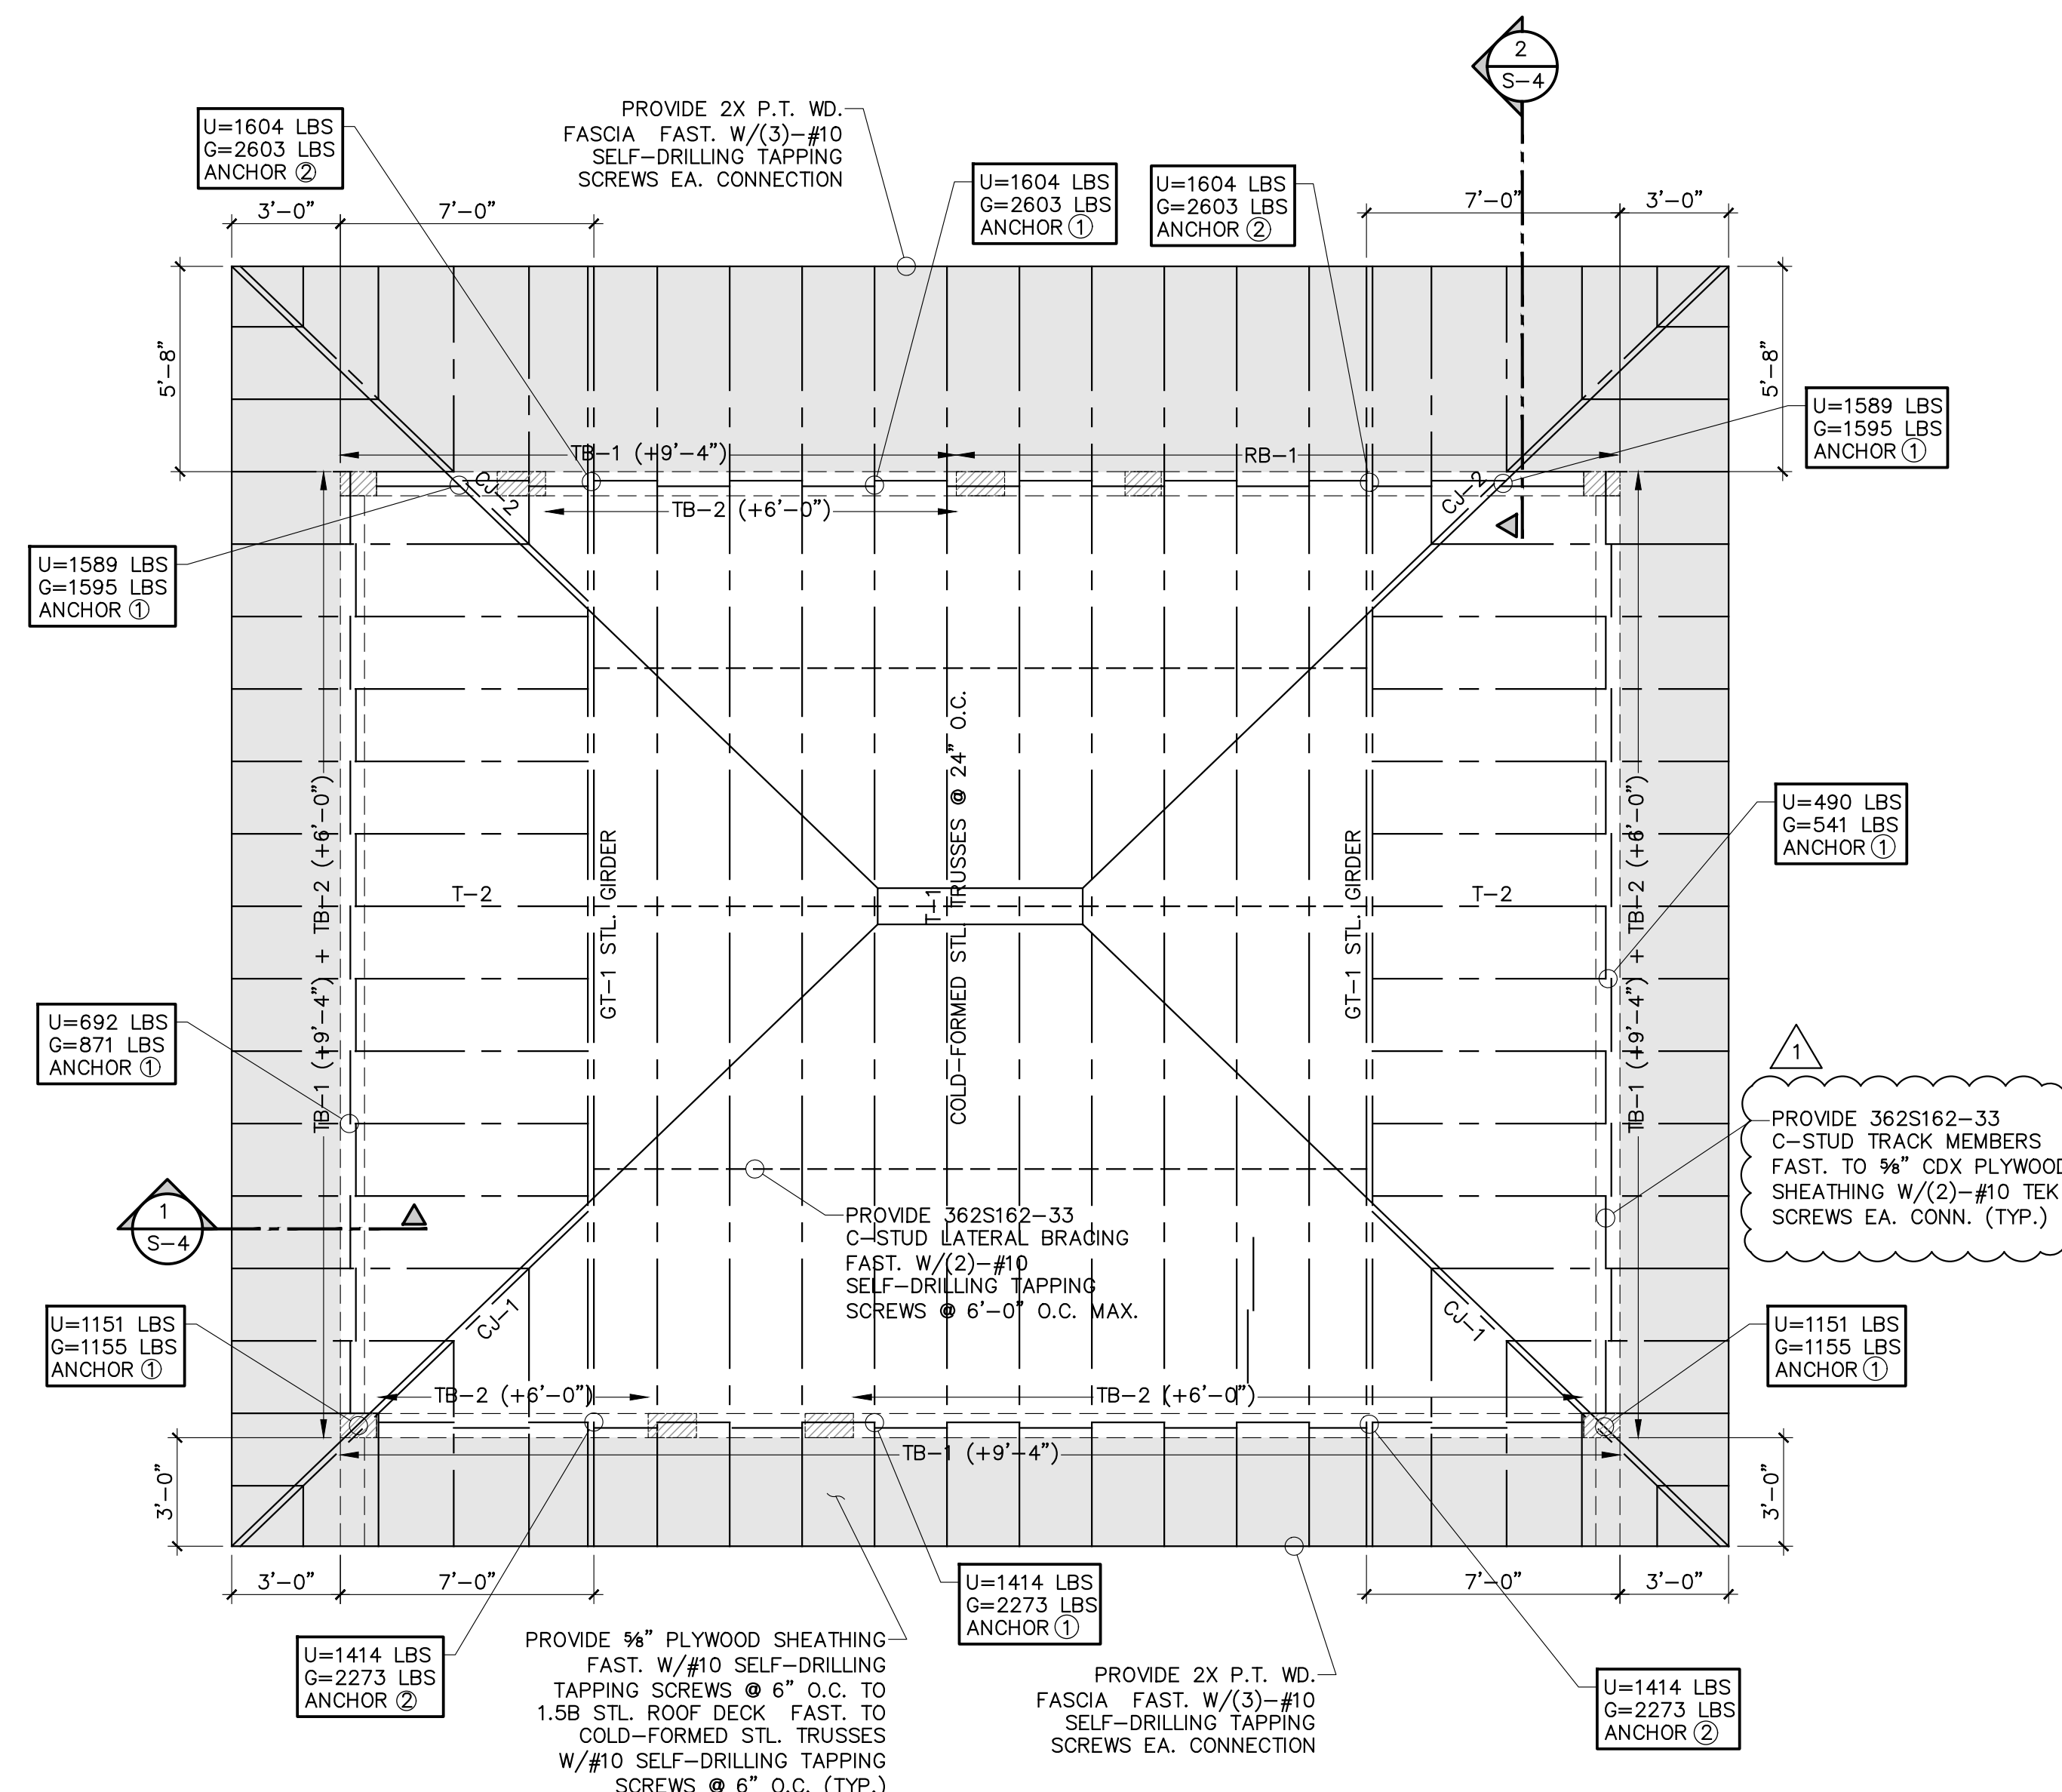 2
S-4
PROVIDE 2X P.T. WD.
FASCIA FAST. W/(3)-#10
SELF-DRILLING TAPPING
SCREWS EA. CONNECTION
U=1604 LBS
G=2603 LBS
ANCHOR ②
U=1604 LBS
G=2603 LBS
ANCHOR ①
U=1604 LBS
G=2603 LBS
ANCHOR ②
3'-0"
7'-0"
7'-0"
3'-0"
5'-8"
5'-8"
U=1589 LBS
G=1595 LBS
ANCHOR ①
TB-1 (+9'-4")
RB-1
CJ-2
CJ-2
TB-2 (+6'-0")
U=1589 LBS
G=1595 LBS
ANCHOR ①
TB-1 (+9'-4") + TB-2 (+6'-0")
T-2
GT-1 STL. GIRDER
T-1
COLD-FORMED STL. TRUSSES @ 24" O.C.
GT-1 STL. GIRDER
T-2
TB-1 (+9'-4") + TB-2 (+6'-0")
U=490 LBS
G=541 LBS
ANCHOR ①
U=692 LBS
G=871 LBS
ANCHOR ①
1
PROVIDE 362S162-33
C-STUD TRACK MEMBERS
FAST. TO ⅝" CDX PLYWOOD
SHEATHING W/(2)-#10 TEK
SCREWS EA. CONN. (TYP.)
1
S-4
PROVIDE 362S162-33
C-STUD LATERAL BRACING
FAST. W/(2)-#10
SELF-DRILLING TAPPING
SCREWS @ 6'-0" O.C. MAX.
CJ-1
CJ-1
U=1151 LBS
G=1155 LBS
ANCHOR ①
U=1151 LBS
G=1155 LBS
ANCHOR ①
TB-2 (+6'-0")
TB-2 (+6'-0")
TB-1 (+9'-4")
3'-0"
3'-0"
3'-0"
7'-0"
7'-0"
3'-0"
U=1414 LBS
G=2273 LBS
ANCHOR ②
PROVIDE ⅝" PLYWOOD SHEATHING
FAST. W/#10 SELF-DRILLING
TAPPING SCREWS @ 6" O.C. TO
1.5B STL. ROOF DECK FAST. TO
COLD-FORMED STL. TRUSSES
W/#10 SELF-DRILLING TAPPING
SCREWS @ 6" O.C. (TYP.)
U=1414 LBS
G=2273 LBS
ANCHOR ①
PROVIDE 2X P.T. WD.
FASCIA FAST. W/(3)-#10
SELF-DRILLING TAPPING
SCREWS EA. CONNECTION
U=1414 LBS
G=2273 LBS
ANCHOR ②